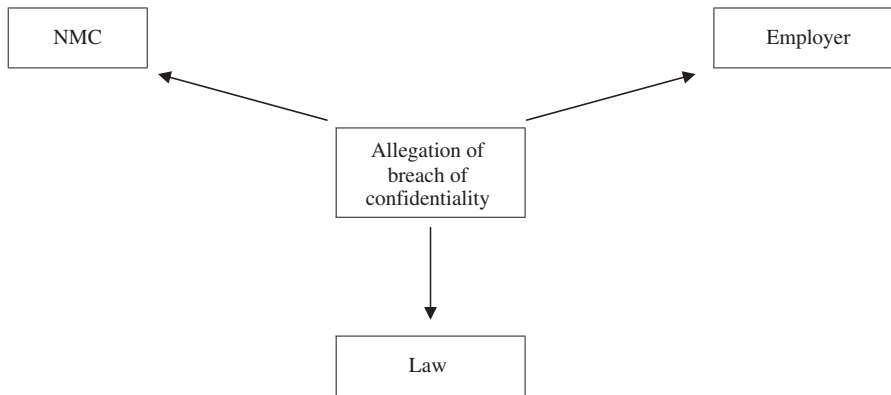 NMC
Employer
Allegation of
breach of
confidentiality
Law